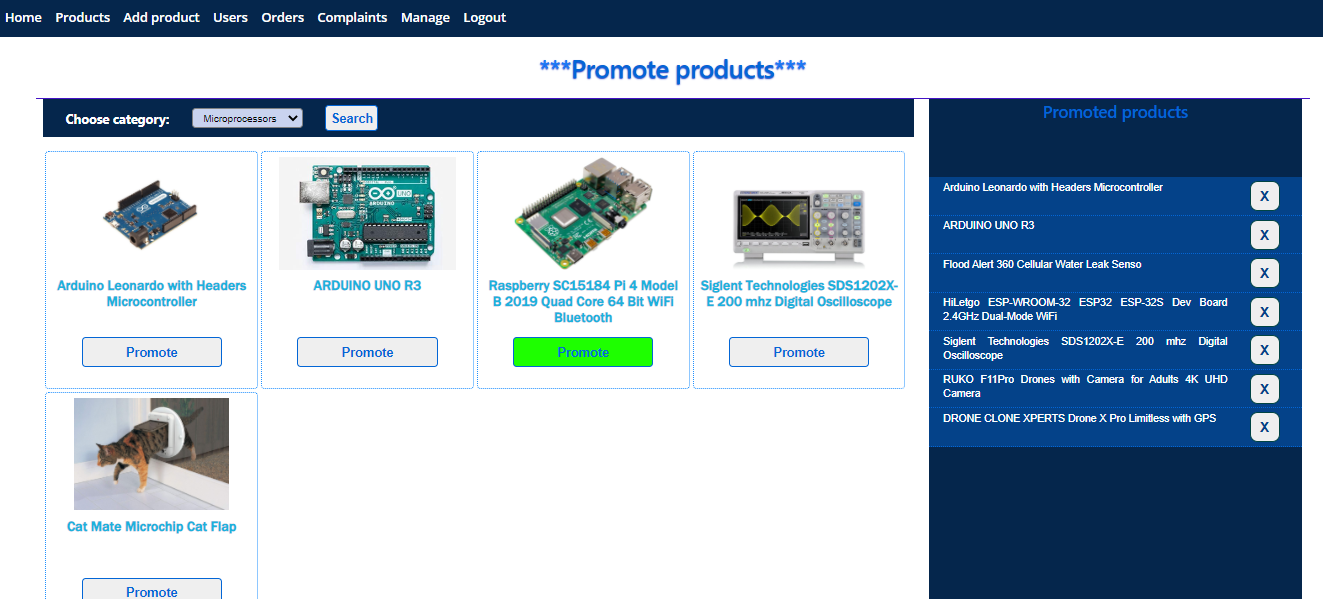 Home Products Add product Users Orders Complaints Manage Logout
***Promote products***
Choose category: Microprocessors Search
Arduino Leonardo with Headers
Microcontroller
Promote
ARDUINO UNO R3
Promote
Raspberry SC15184 Pi 4 Model
B 2019 Quad Core 64 Bit WiFi
Bluetooth
Promote
Siglent Technologies SDS1202X-
E 200 mhz Digital Oscilloscope
Promote
Cat Mate Microchip Cat Flap
Promote
Promoted products
Arduino Leonardo with Headers Microcontroller X
ARDUINO UNO R3 X
Flood Alert 360 Cellular Water Leak Senso X
HiLetgo ESP-WROOM-32 ESP32 ESP-32S Dev Board
2.4GHz Dual-Mode WiFi X
Siglent Technologies SDS1202X-E 200 mhz Digital
Oscilloscope X
RUKO F11Pro Drones with Camera for Adults 4K UHD
Camera X
DRONE CLONE XPERTS Drone X Pro Limitless with GPS X